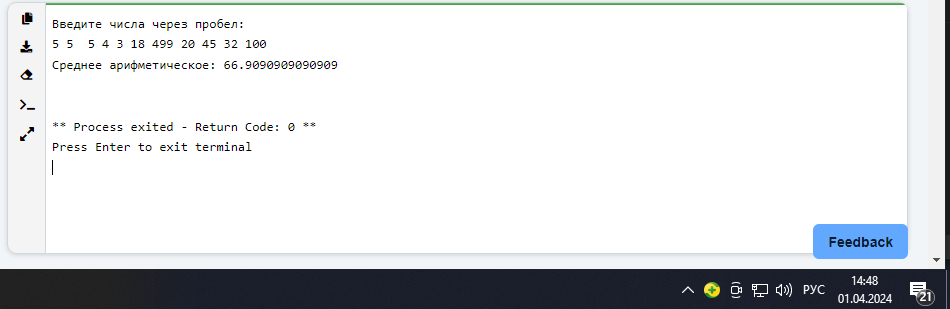 Введите числа через пробел:
5 5  5 4 3 18 499 20 45 32 100
Среднее арифметическое: 66.9090909090909
** Process exited - Return Code: 0 **
Press Enter to exit terminal
Feedback
РУС
14:48
01.04.2024
21